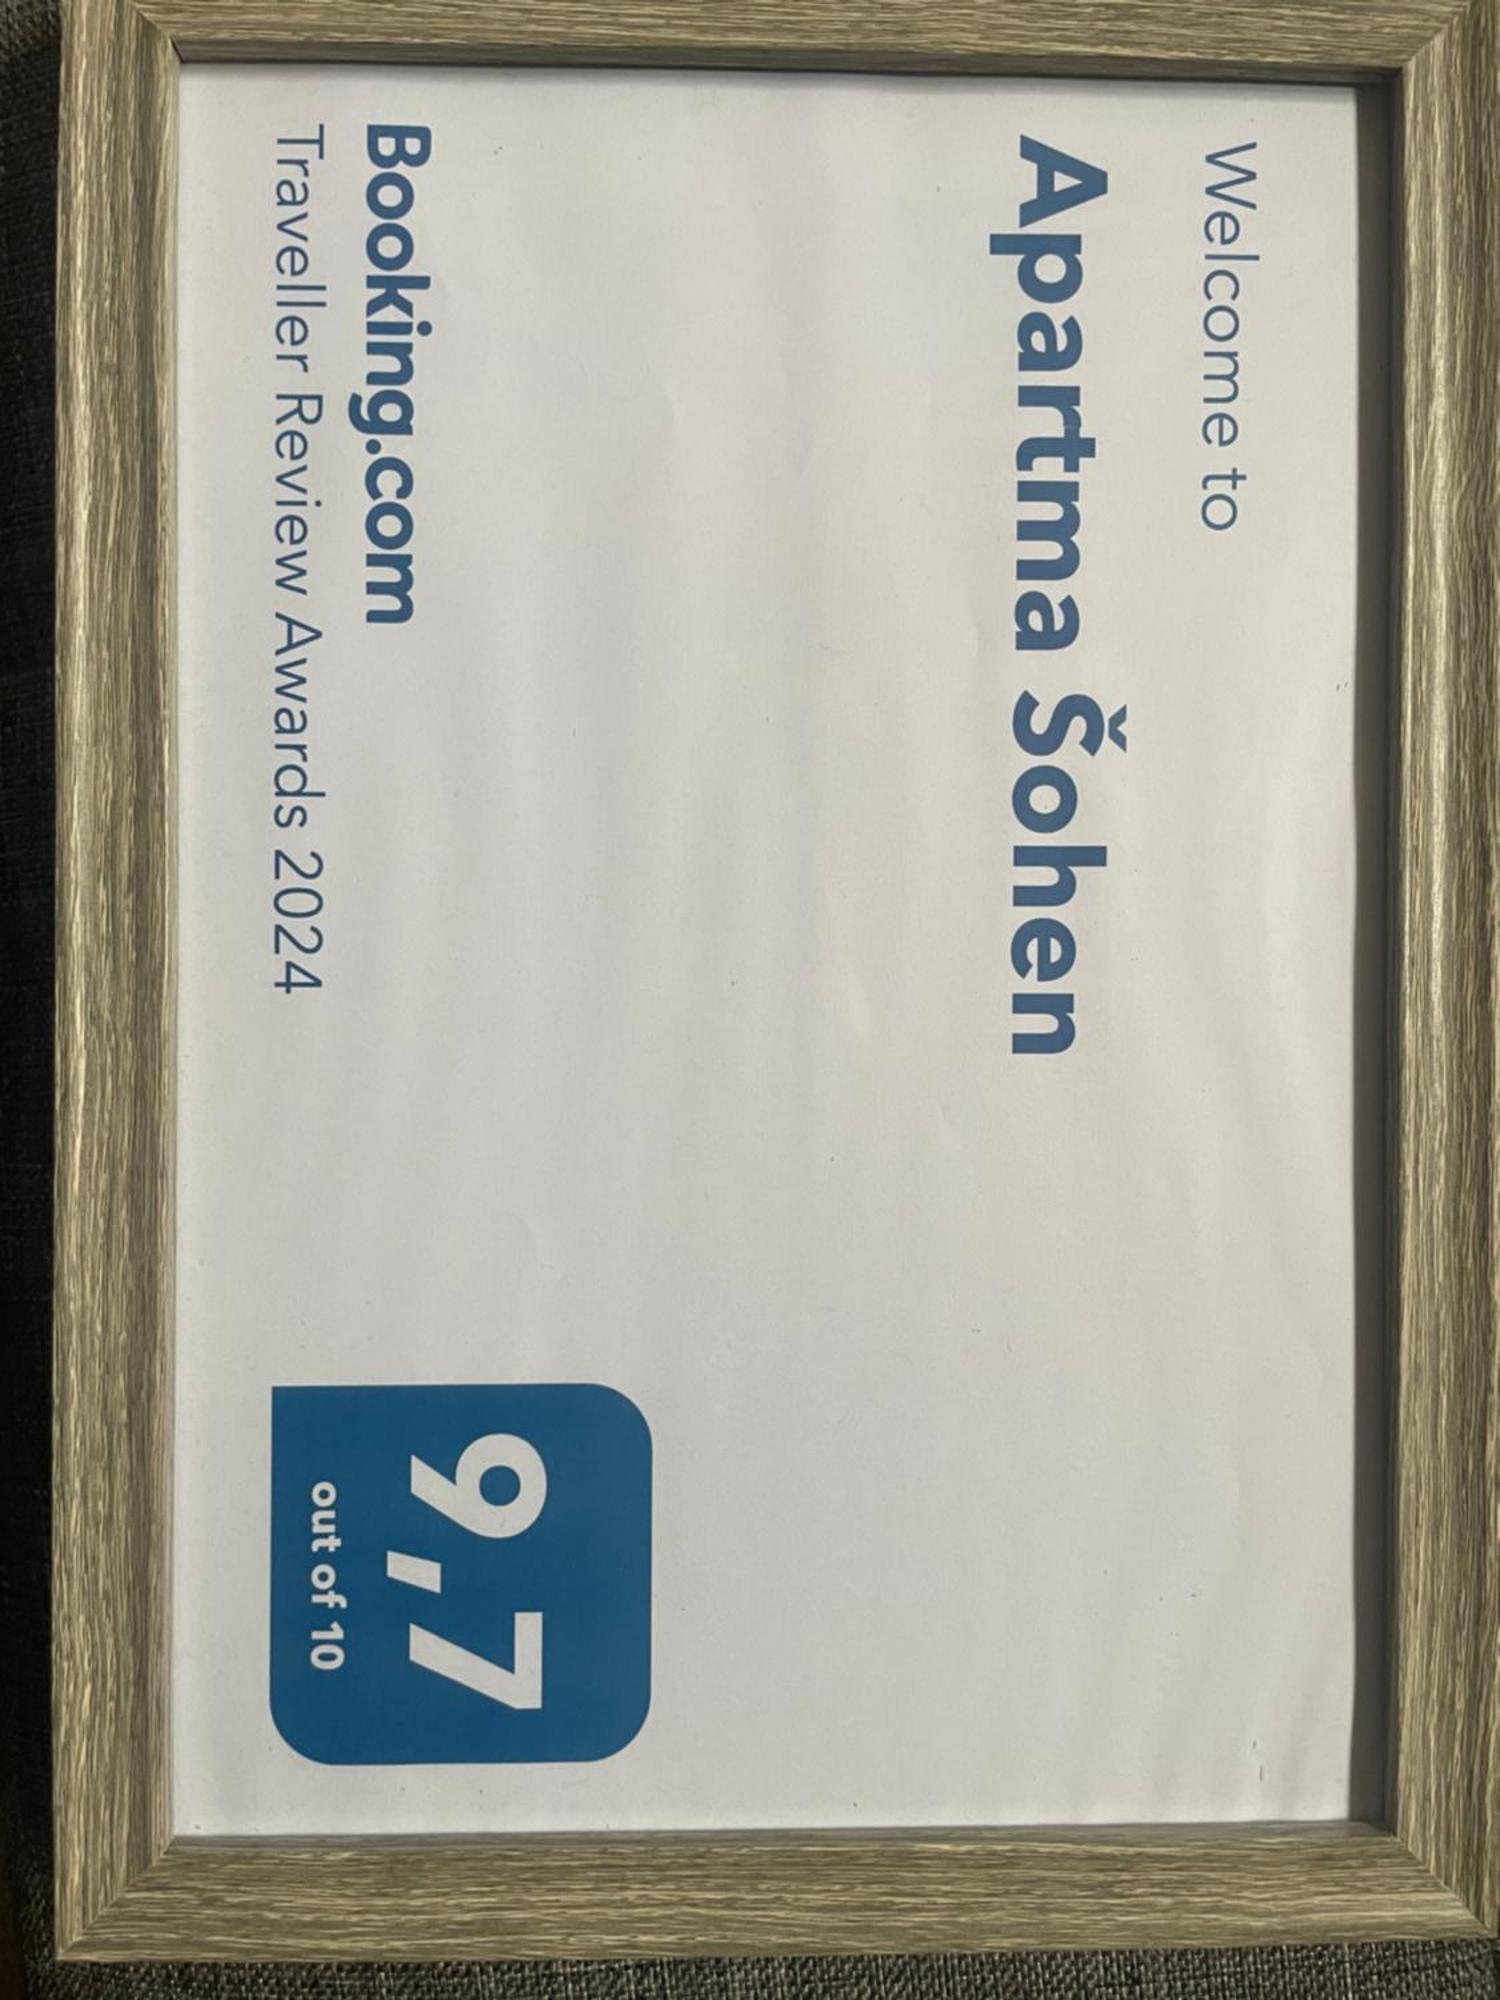 Welcome to
Apartma Šohen
Booking.com
Traveller Review Awards 2024
9,7
out of 10